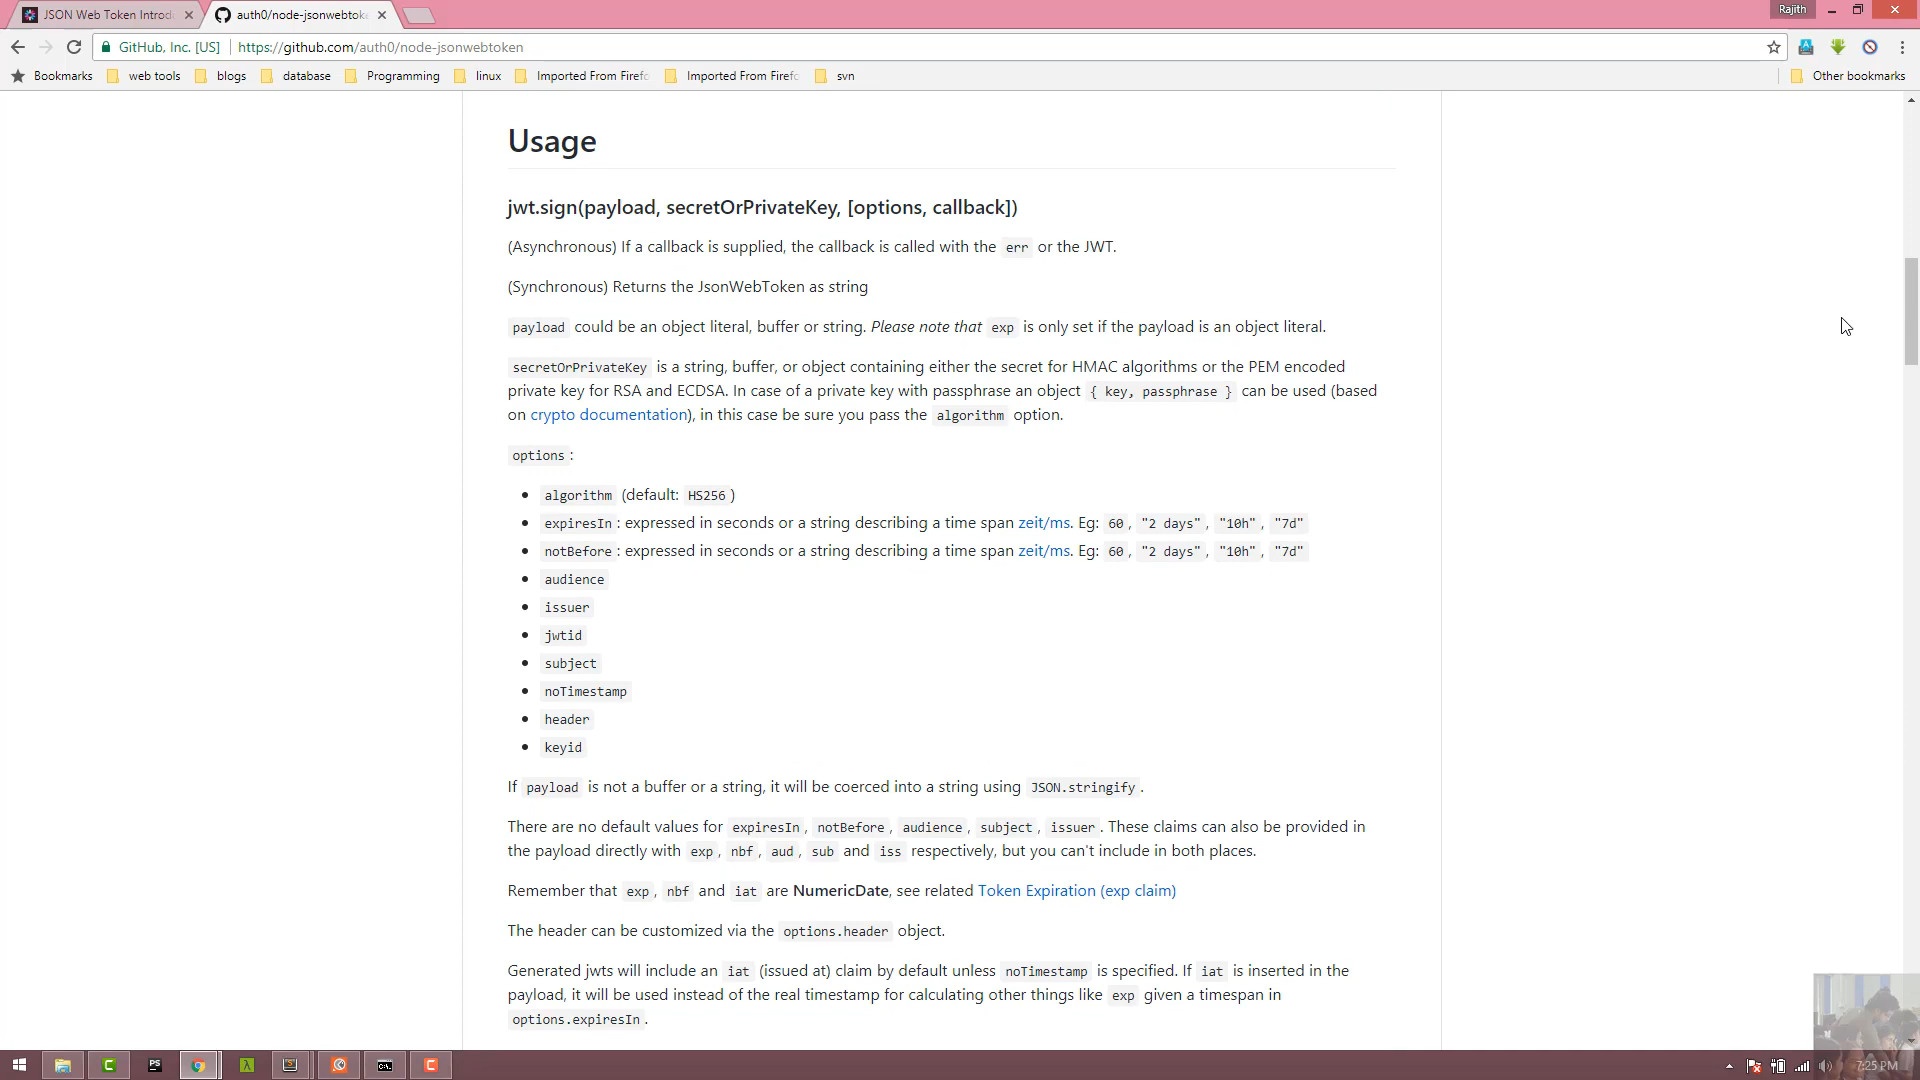 JSON Web Token Introd
auth0/node-jsonwebtoke
Rajith
GitHub, Inc. [US]
https://github.com/auth0/node-jsonwebtoken
Bookmarks
web tools
blogs
database
Programming
linux
Imported From Firefo
Imported From Firefo
svn
Other bookmarks
Usage
jwt.sign(payload, secretOrPrivateKey, [options, callback])
(Asynchronous) If a callback is supplied, the callback is called with the err or the JWT.
(Synchronous) Returns the JsonWebToken as string
payload could be an object literal, buffer or string. Please note that exp is only set if the payload is an object literal.
secretOrPrivateKey is a string, buffer, or object containing either the secret for HMAC algorithms or the PEM encoded
private key for RSA and ECDSA. In case of a private key with passphrase an object { key, passphrase } can be used (based
on crypto documentation), in this case be sure you pass the algorithm option.
options :
algorithm (default: HS256 )
expiresIn : expressed in seconds or a string describing a time span zeit/ms. Eg: 60 , "2 days" , "10h" , "7d"
notBefore : expressed in seconds or a string describing a time span zeit/ms. Eg: 60 , "2 days" , "10h" , "7d"
audience
issuer
jwtid
subject
noTimestamp
header
keyid
If payload is not a buffer or a string, it will be coerced into a string using JSON.stringify .
There are no default values for expiresIn , notBefore , audience , subject , issuer . These claims can also be provided in
the payload directly with exp , nbf , aud , sub and iss respectively, but you can't include in both places.
Remember that exp , nbf and iat are NumericDate, see related Token Expiration (exp claim)
The header can be customized via the options.header object.
Generated jwts will include an iat (issued at) claim by default unless noTimestamp is specified. If iat is inserted in the
payload, it will be used instead of the real timestamp for calculating other things like exp given a timespan in
options.expiresIn .
PS
7:25 PM